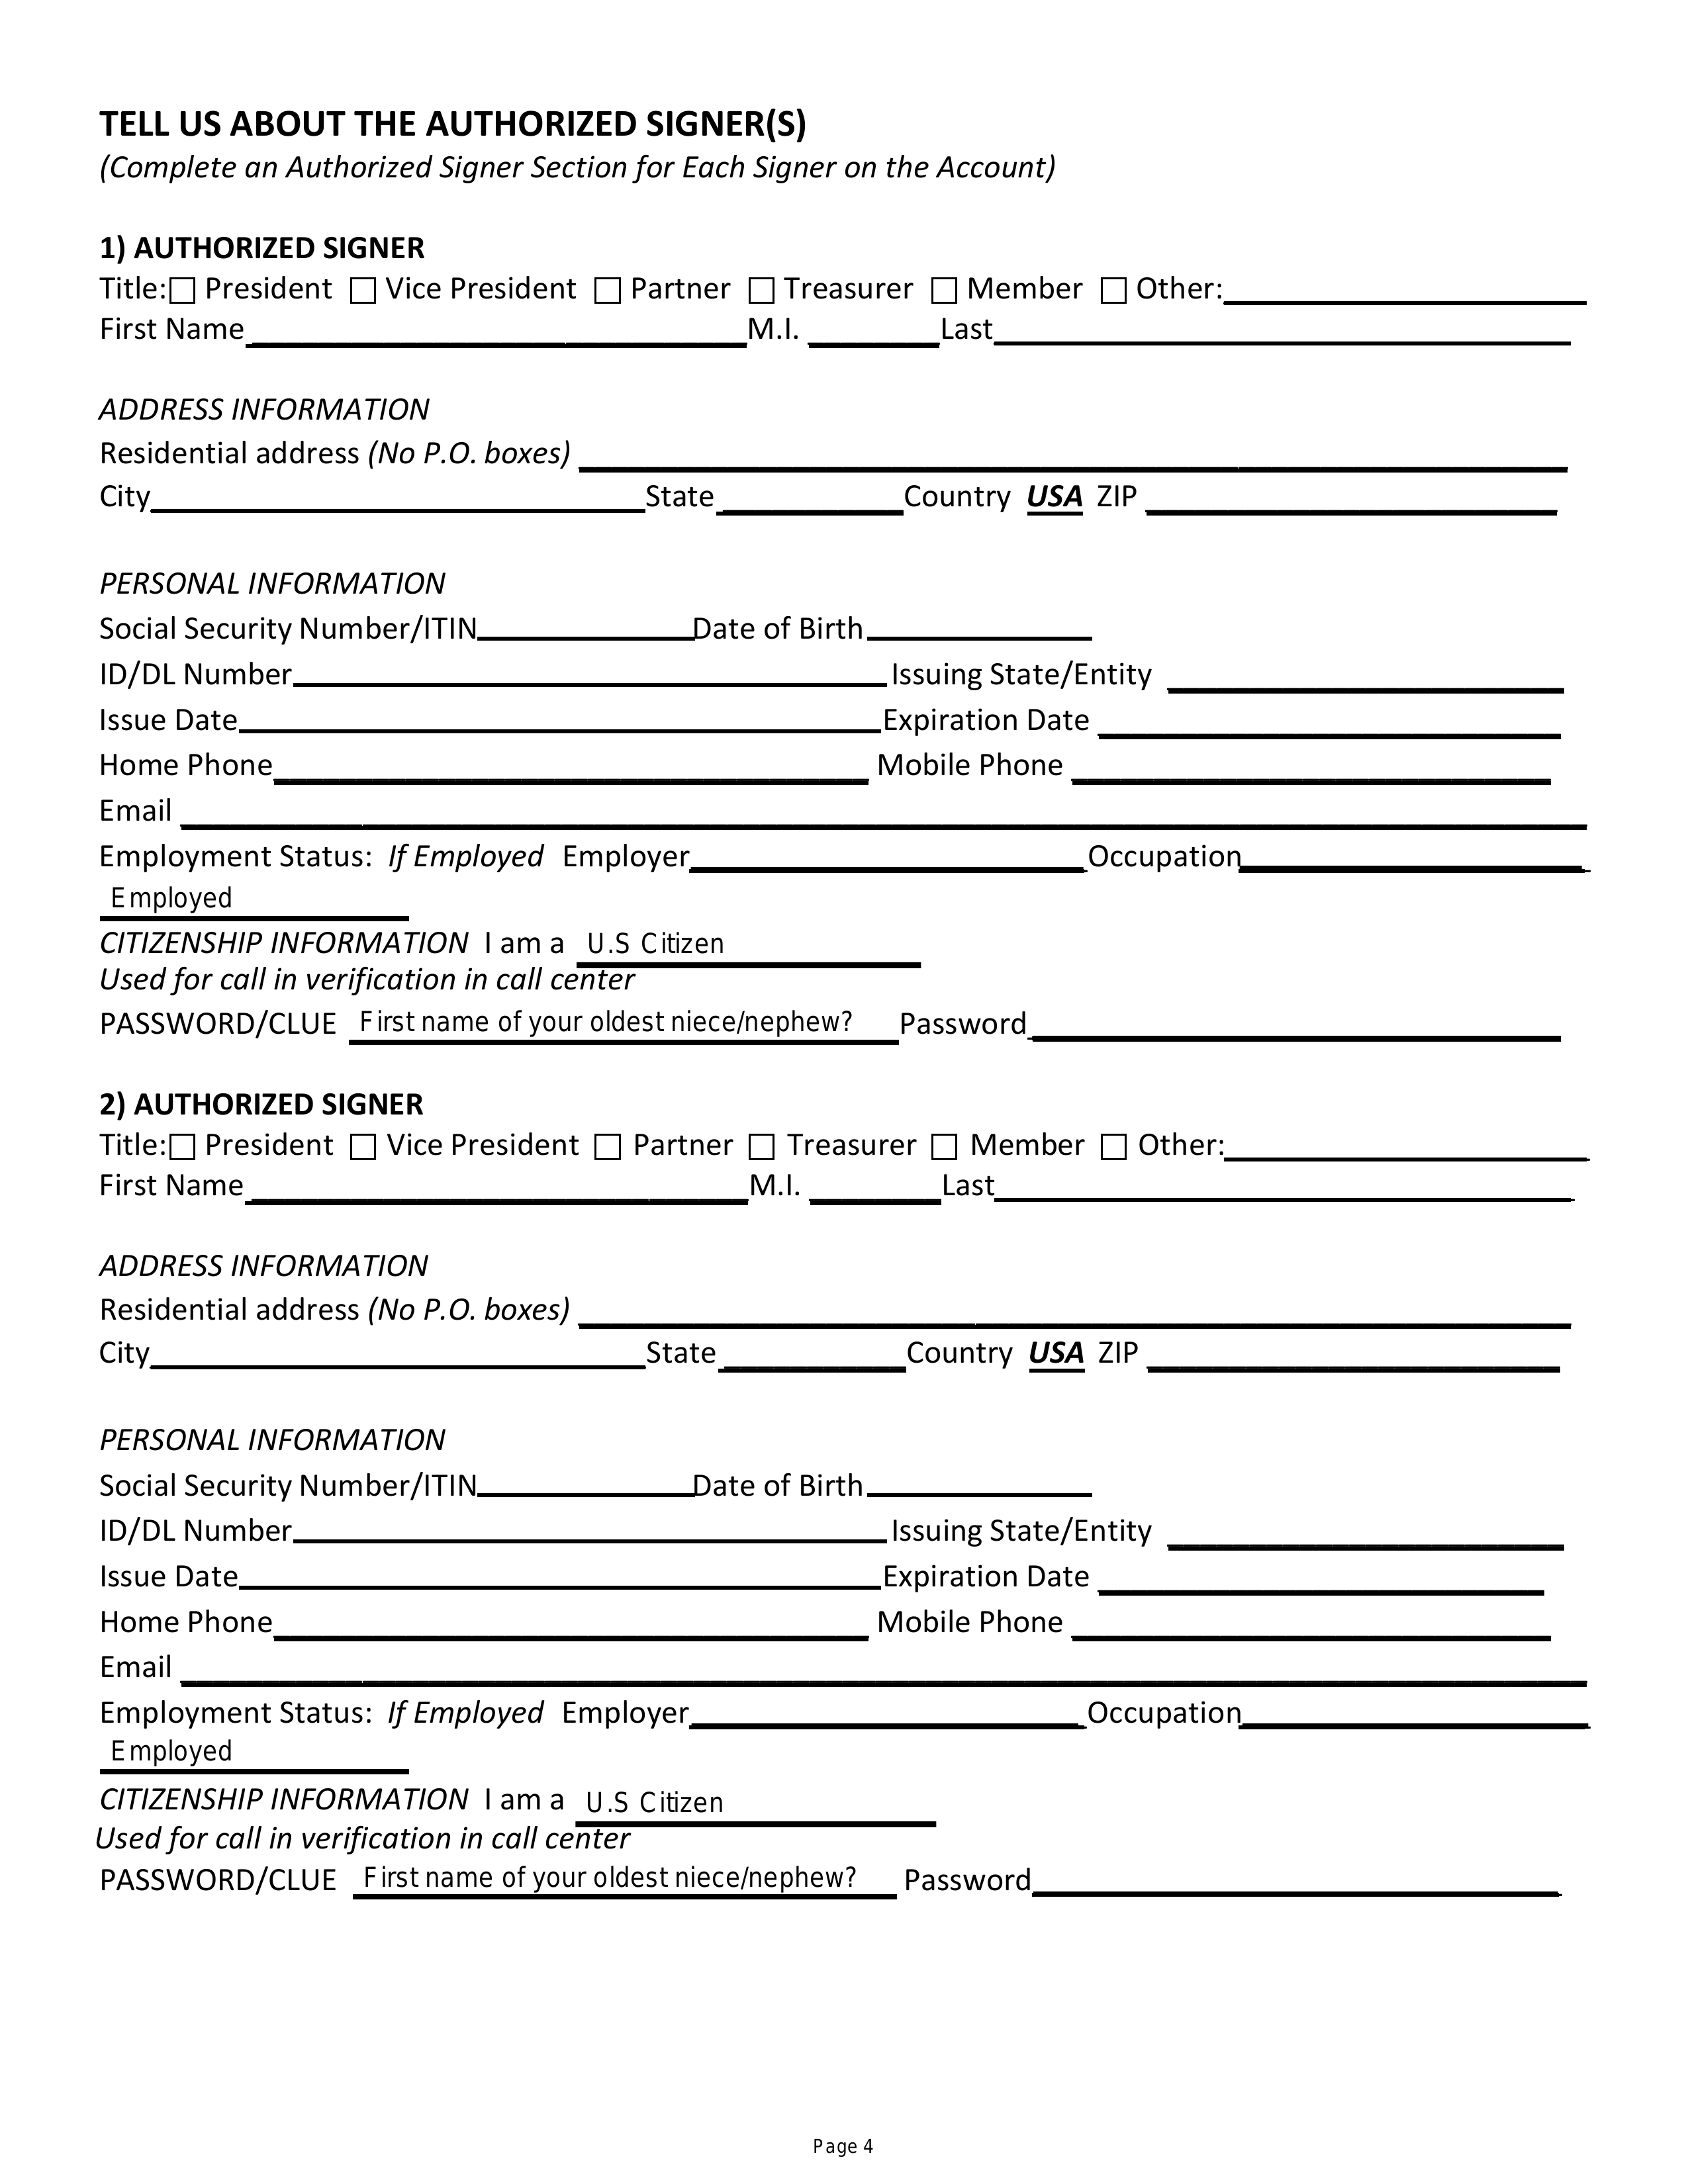 TELL US ABOUT THE AUTHORIZED SIGNER(S)
(Complete an Authorized Signer Section for Each Signer on the Account)
1) AUTHORIZED SIGNER
Title: President Vice President Partner Treasurer Member Other:
First Name M.I. Last
ADDRESS INFORMATION
Residential address (No P.O. boxes)
City State Country USA ZIP
PERSONAL INFORMATION
Social Security Number/ITIN Date of Birth
ID/DL Number Issuing State/Entity
Issue Date Expiration Date
Home Phone Mobile Phone
Email
Employment Status: If Employed Employer Occupation
Employed
CITIZENSHIP INFORMATION I am a U.S Citizen
Used for call in verification in call center
PASSWORD/CLUE First name of your oldest niece/nephew? Password
2) AUTHORIZED SIGNER
Title: President Vice President Partner Treasurer Member Other:
First Name M.I. Last
ADDRESS INFORMATION
Residential address (No P.O. boxes)
City State Country USA ZIP
PERSONAL INFORMATION
Social Security Number/ITIN Date of Birth
ID/DL Number Issuing State/Entity
Issue Date Expiration Date
Home Phone Mobile Phone
Email
Employment Status: If Employed Employer Occupation
Employed
CITIZENSHIP INFORMATION I am a U.S Citizen
Used for call in verification in call center
PASSWORD/CLUE First name of your oldest niece/nephew? Password
Page 4